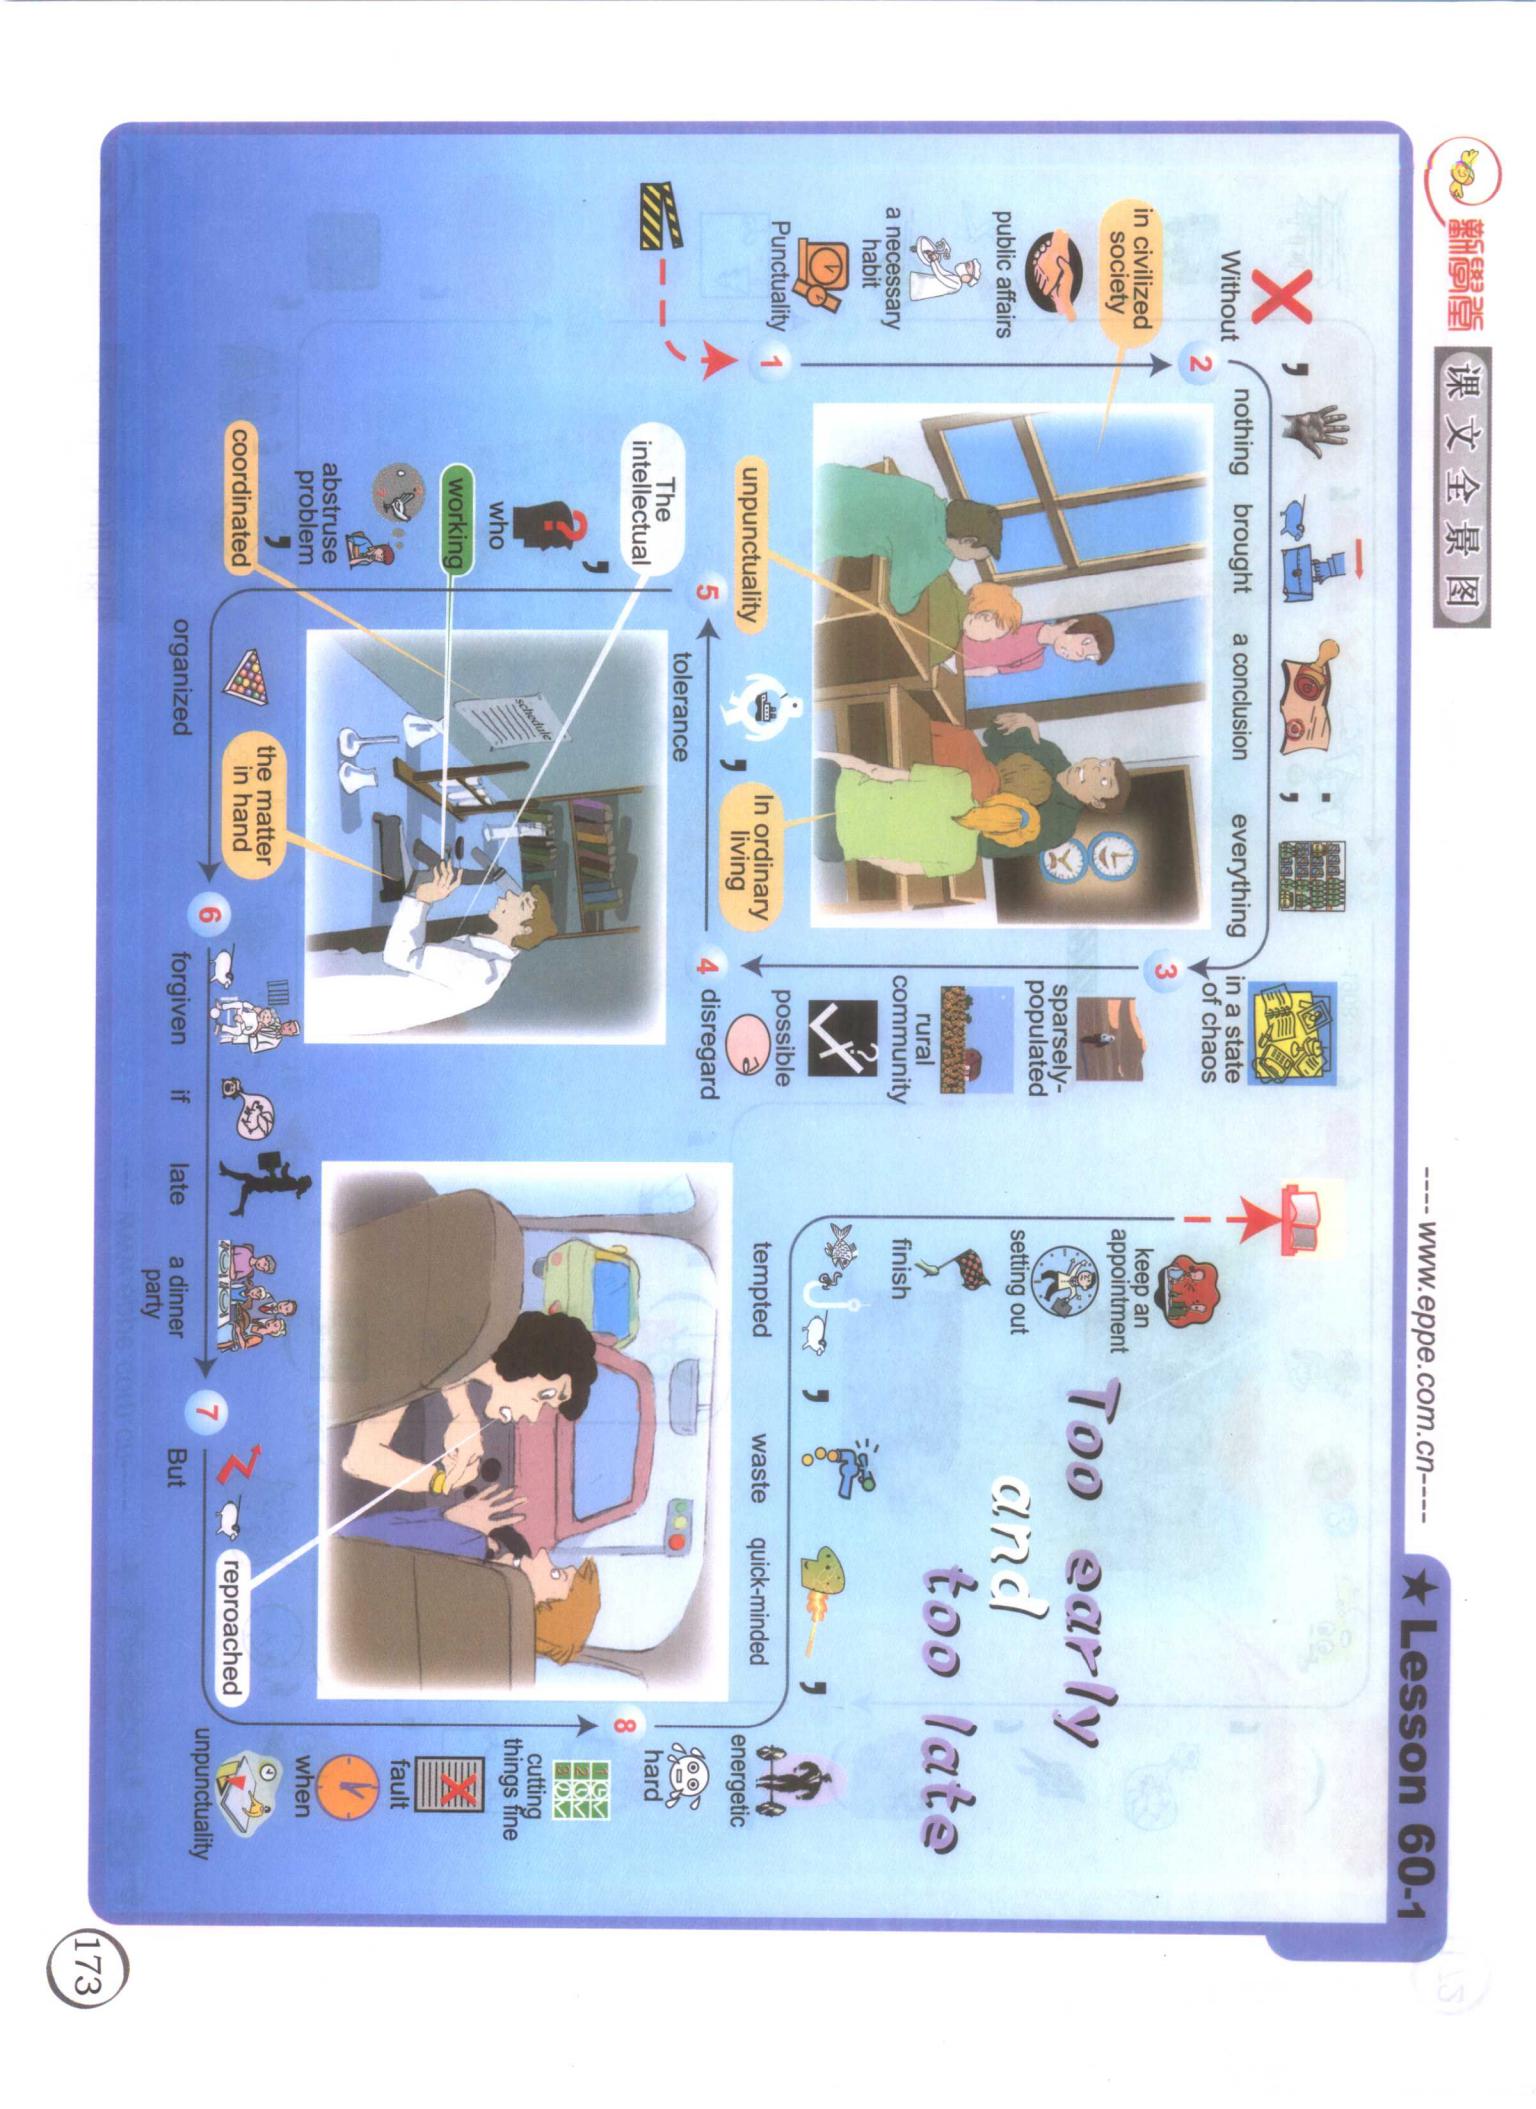 新學堂
课文全景图
---- www.eppe.com.cn----
★ Lesson 60-1
Too early
and
too late
1
Punctuality
a necessary
habit
public affairs
in civilized
society
2
Without
,
nothing
brought
a conclusion
;
everything
in a state
of chaos
3
sparsely-
populated
rural
community
possible
4
disregard
In ordinary
living
,
tolerance
unpunctuality
5
The
intellectual
,
who
working
abstruse
problem
,
coordinated
schedule
organized
the matter
in hand
6
forgiven
if
late
a dinner
party
7
But
reproached
unpunctuality
when
fault
cutting
things fine
8
hard
energetic
,
quick-minded
waste
,
tempted
finish
setting out
keep an
appointment
173